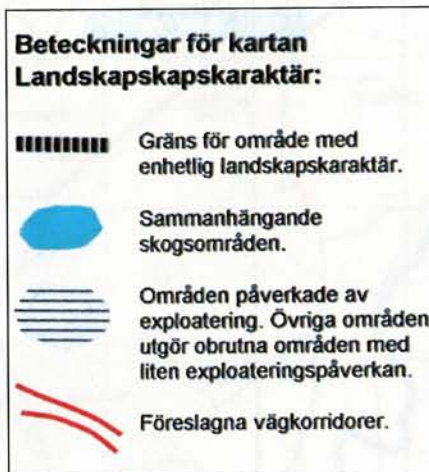 Beteckningar för kartan
Landskapskapskaraktär:
Gräns för område med
enhetlig landskapskaraktär.
Sammanhängande
skogsområden.
Områden påverkade av
exploatering. Övriga områden
utgör obrutna områden med
liten exploateringspåverkan.
Föreslagna vägkorridorer.